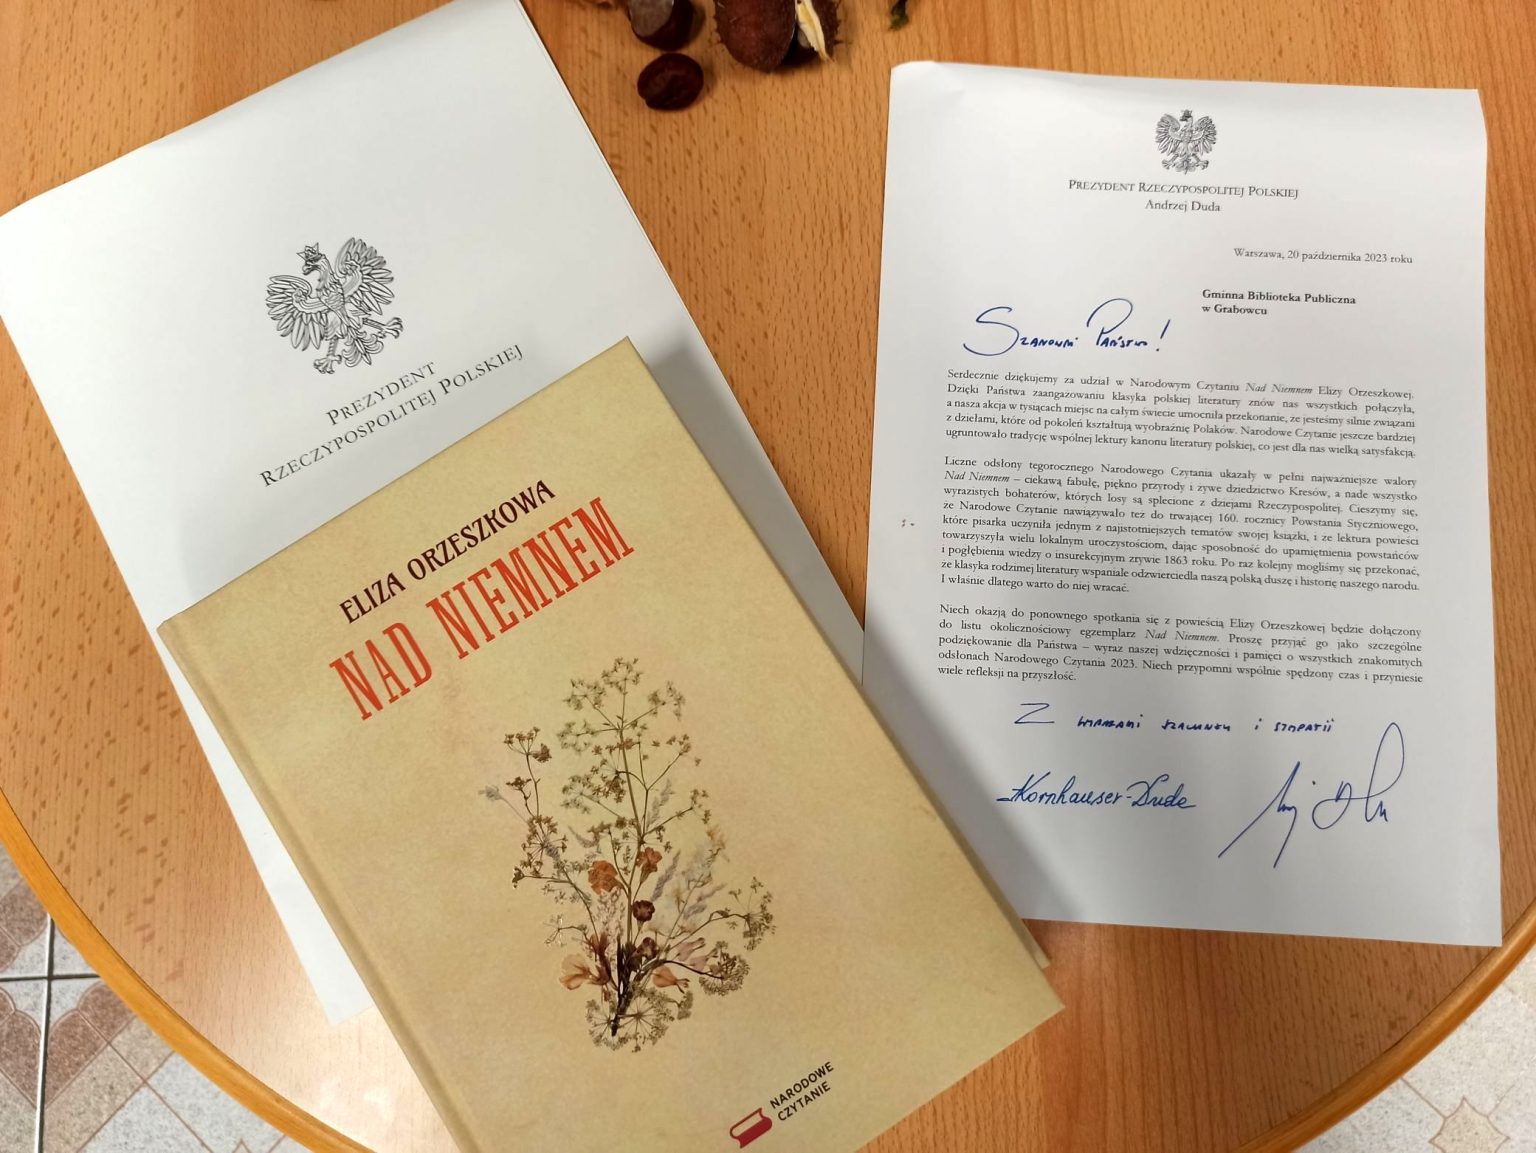 PREZYDENT
RZECZYPOSPOLITEJ POLSKIEJ
ELIZA ORZESZKOWA
NAD NIEMNEM
NARODOWE
CZYTANIE
PREZYDENT RZECZYPOSPOLITEJ POLSKIEJ
Andrzej Duda
Warszawa, 20 października 2023 roku
Gminna Biblioteka Publiczna
w Grabowcu
Szanowni Państwo!
Serdecznie dziękujemy za udział w Narodowym Czytaniu Nad Niemnem Elizy Orzeszkowej.
Dzięki Państwa zaangażowaniu klasyka polskiej literatury znów nas wszystkich połączyła,
a nasza akcja w tysiącach miejsc na całym świecie umocniła przekonanie, że jesteśmy silnie związani
z dziełami, które od pokoleń kształtują wyobraźnię Polaków. Narodowe Czytanie jeszcze bardziej
ugruntowało tradycję wspólnej lektury kanonu literatury polskiej, co jest dla nas wielką satysfakcją.
Liczne odsłony tegorocznego Narodowego Czytania ukazały w pełni najważniejsze walory
Nad Niemnem – ciekawą fabułę, piękno przyrody i żywe dziedzictwo Kresów, a nade wszystko
wyrazistych bohaterów, których losy są splecione z dziejami Rzeczypospolitej. Cieszymy się,
że Narodowe Czytanie nawiązywało też do trwającej 160. rocznicy Powstania Styczniowego,
które pisarka uczyniła jednym z najistotniejszych tematów swojej książki, i że lektura powieści
towarzyszyła wielu lokalnym uroczystościom, dając sposobność do upamiętnienia powstańców
i pogłębienia wiedzy o insurekcyjnym zrywie 1863 roku. Po raz kolejny mogliśmy się przekonać,
że klasyka rodzimej literatury wspaniale odzwierciedla naszą polską duszę i historię naszego narodu.
I właśnie dlatego warto do niej wracać.
Niech okazją do ponownego spotkania się z powieścią Elizy Orzeszkowej będzie dołączony
do listu okolicznościowy egzemplarz Nad Niemnem. Proszę przyjąć go jako szczególne
podziękowanie dla Państwa – wyraz naszej wdzięczności i pamięci o wszystkich znakomitych
odsłonach Narodowego Czytania 2023. Niech przypomni wspólnie spędzony czas i przyniesie
wiele refleksji na przyszłość.
Z wyrazami szacunku i sympatii
AKornhauser-Duda